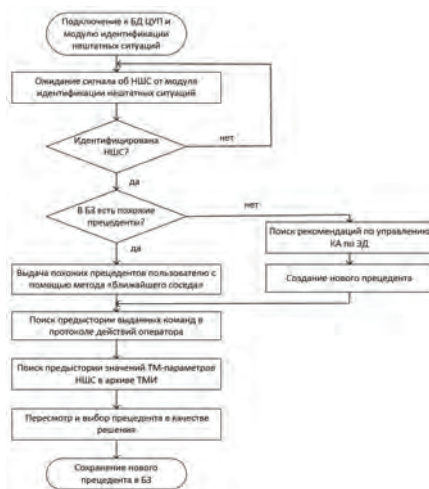 Подключение к БД ЦУП и
модулю идентификации
нештатных ситуаций
Ожидание сигнала об НШС от модуля
идентификации нештатных ситуаций
Идентифицирована
НШС?
нет
да
В БЗ есть похожие
прецеденты?
нет
да
Поиск рекомендаций по управлению
КА по ЭД
Выдача похожих прецедентов пользователю с
помощью метода «ближайшего соседа»
Создание нового прецедента
Поиск предыстории выданных команд в
протоколе действий оператора
Поиск предыстории значений ТМ-параметров
НШС в архиве ТМИ
Пересмотр и выбор прецедента в качестве
решения
Сохранение нового
прецедента в БЗ